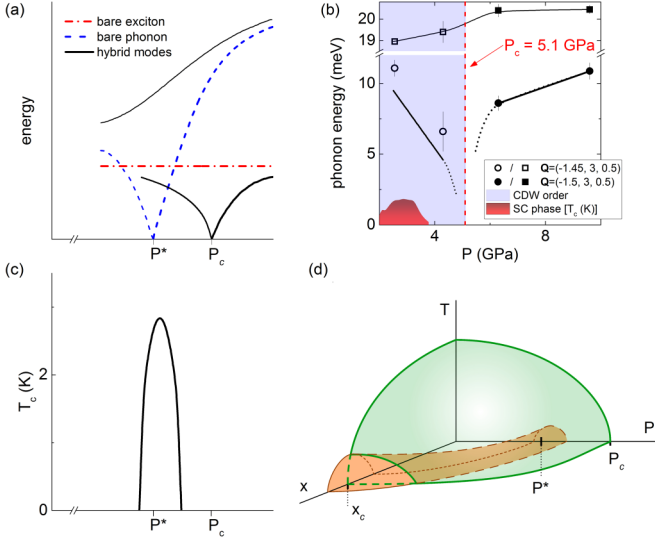 (a)
bare exciton
bare phonon
hybrid modes
energy
P*
P_c
(b)
20
19
10
5
0
phonon energy (meV)
P_c = 5.1 GPa
/ Q=(-1.45, 3, 0.5)
/ Q=(-1.5, 3, 0.5)
CDW order
SC phase [T_c (K)]
4
8
P (GPa)
(c)
2
0
T_c (K)
P*
P_c
(d)
T
P
P_c
P*
x
x_c